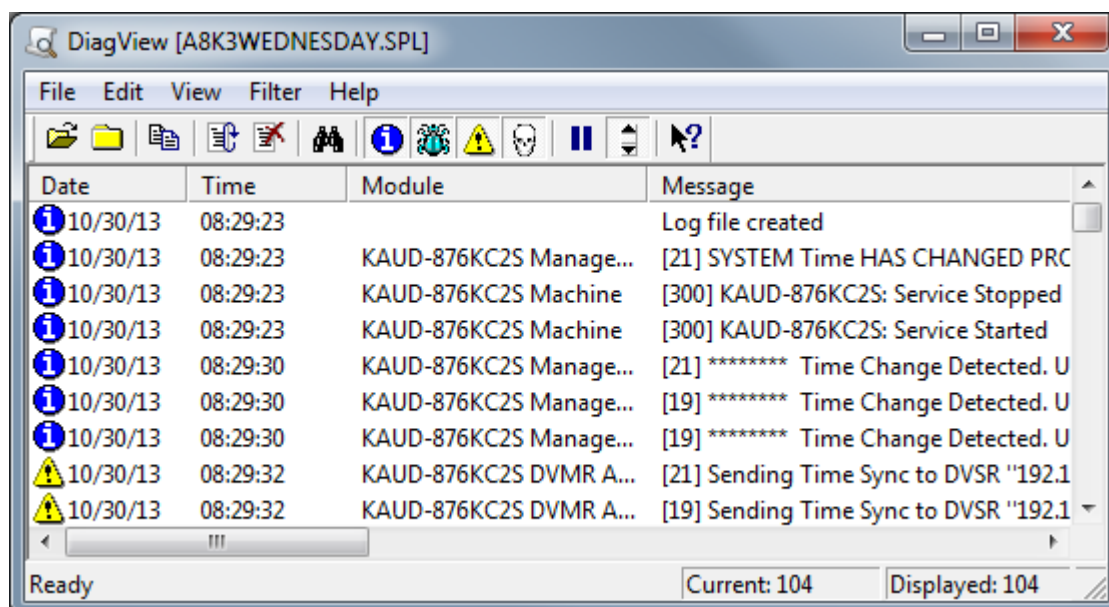 DiagView [A8K3WEDNESDAY.SPL]
File Edit View Filter Help
Date Time Module Message
10/30/13 08:29:23 Log file created
10/30/13 08:29:23 KAUD-876KC2S Manage... [21] SYSTEM Time HAS CHANGED PRC
10/30/13 08:29:23 KAUD-876KC2S Machine [300] KAUD-876KC2S: Service Stopped
10/30/13 08:29:23 KAUD-876KC2S Machine [300] KAUD-876KC2S: Service Started
10/30/13 08:29:30 KAUD-876KC2S Manage... [21] ******** Time Change Detected. U
10/30/13 08:29:30 KAUD-876KC2S Manage... [19] ******** Time Change Detected. U
10/30/13 08:29:30 KAUD-876KC2S Manage... [19] ******** Time Change Detected. U
10/30/13 08:29:32 KAUD-876KC2S DVMR A... [21] Sending Time Sync to DVSR "192.1
10/30/13 08:29:32 KAUD-876KC2S DVMR A... [19] Sending Time Sync to DVSR "192.1
Ready Current: 104 Displayed: 104